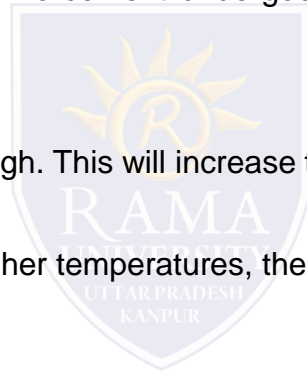 gh. This will increase t
RAMA
UNIVERSITY
her temperatures, the
UTTAR PRADESH
KANPUR